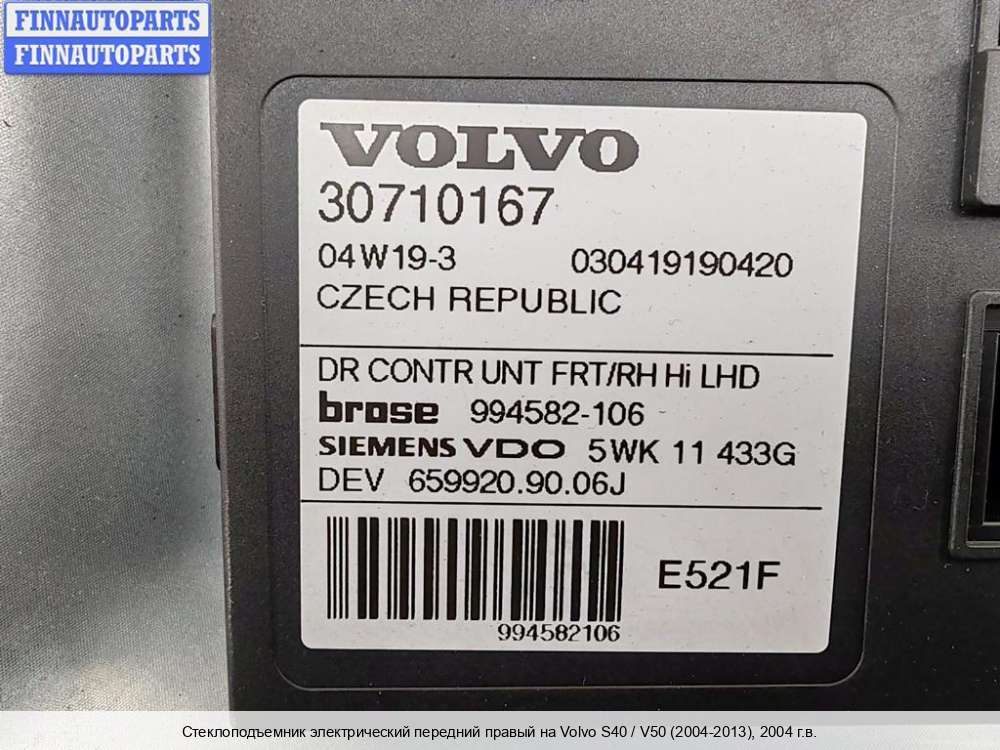 FINNAUTOPARTS
FINNAUTOPARTS
VOLVO
30710167
04W19-3 030419190420
CZECH REPUBLIC
DR CONTR UNT FRT/RH Hi LHD
brose 994582-106
SIEMENS VDO 5WK 11 433G
DEV 659920.90.06J
E521F
994582106
Стеклоподъемник электрический передний правый на Volvo S40 / V50 (2004-2013), 2004 г.в.